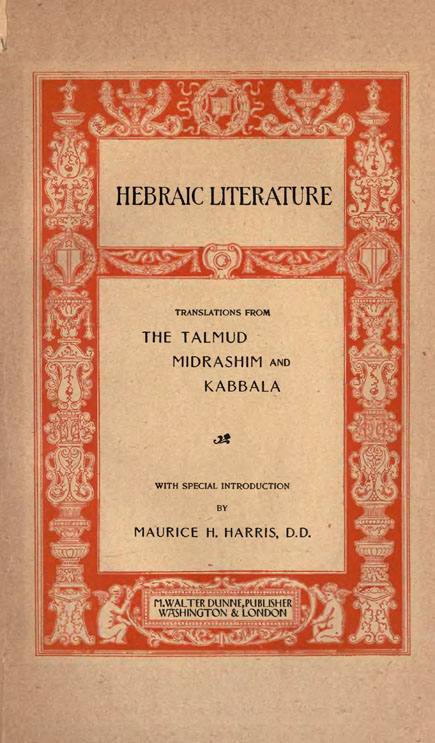 HEBRAIC LITERATURE
TRANSLATIONS FROM
THE TALMUD
MIDRASHIM AND
KABBALA
WITH SPECIAL INTRODUCTION
BY
MAURICE H. HARRIS, D.D.
M. WALTER DUNNE, PUBLISHER
WASHINGTON & LONDON